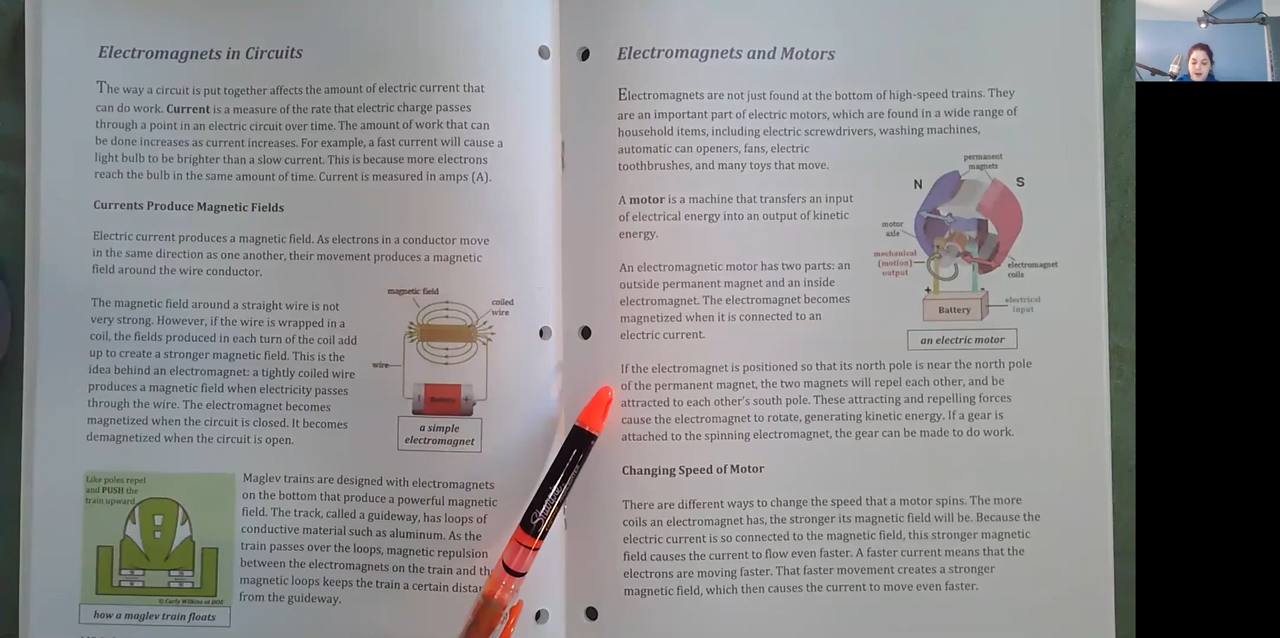 Electromagnets in Circuits
The way a circuit is put together affects the amount of electric current that
can do work. Current is a measure of the rate that electric charge passes
through a point in an electric circuit over time. The amount of work that can
be done increases as current increases. For example, a fast current will cause a
light bulb to be brighter than a slow current. This is because more electrons
reach the bulb in the same amount of time. Current is measured in amps (A).
Currents Produce Magnetic Fields
Electric current produces a magnetic field. As electrons in a conductor move
in the same direction as one another, their movement produces a magnetic
field around the wire conductor.
The magnetic field around a straight wire is not
very strong. However, if the wire is wrapped in a
coil, the fields produced in each turn of the coil add
up to create a stronger magnetic field. This is the
idea behind an electromagnet: a tightly coiled wire
produces a magnetic field when electricity passes
through the wire. The electromagnet becomes
magnetized when the circuit is closed. It becomes
demagnetized when the circuit is open.
magnetic field
coiled
wire
wire
Battery
+
a simple
electromagnet
Like poles repel
and PUSH the
train upward
© Carly Wilkins at DOE
how a maglev train floats
Maglev trains are designed with electromagnets
on the bottom that produce a powerful magnetic
field. The track, called a guideway, has loops of
conductive material such as aluminum. As the
train passes over the loops, magnetic repulsion
between the electromagnets on the train and
magnetic loops keeps the train a certain
from the guideway.
Electromagnets and Motors
Electromagnets are not just found at the bottom of high-speed trains. They
are an important part of electric motors, which are found in a wide range of
household items, including electric screwdrivers, washing machines,
automatic can openers, fans, electric
toothbrushes, and many toys that move.
A motor is a machine that transfers an input
of electrical energy into an output of kinetic
energy.
An electromagnetic motor has two parts: an
outside permanent magnet and an inside
electromagnet. The electromagnet becomes
magnetized when it is connected to an
electric current.
permanent
magnets
N
S
motor
axle
mechanical
(motion)
output
electromagnet
coils
+
-
Battery
electrical
input
an electric motor
If the electromagnet is positioned so that its north pole is near the north pole
of the permanent magnet, the two magnets will repel each other, and be
attracted to each other's south pole. These attracting and repelling forces
cause the electromagnet to rotate, generating kinetic energy. If a gear is
attached to the spinning electromagnet, the gear can be made to do work.
Changing Speed of Motor
There are different ways to change the speed that a motor spins. The more
coils an electromagnet has, the stronger its magnetic field will be. Because the
electric current is so connected to the magnetic field, this stronger magnetic
field causes the current to flow even faster. A faster current means that the
electrons are moving faster. That faster movement creates a stronger
magnetic field, which then causes the current to move even faster.
Sharpie